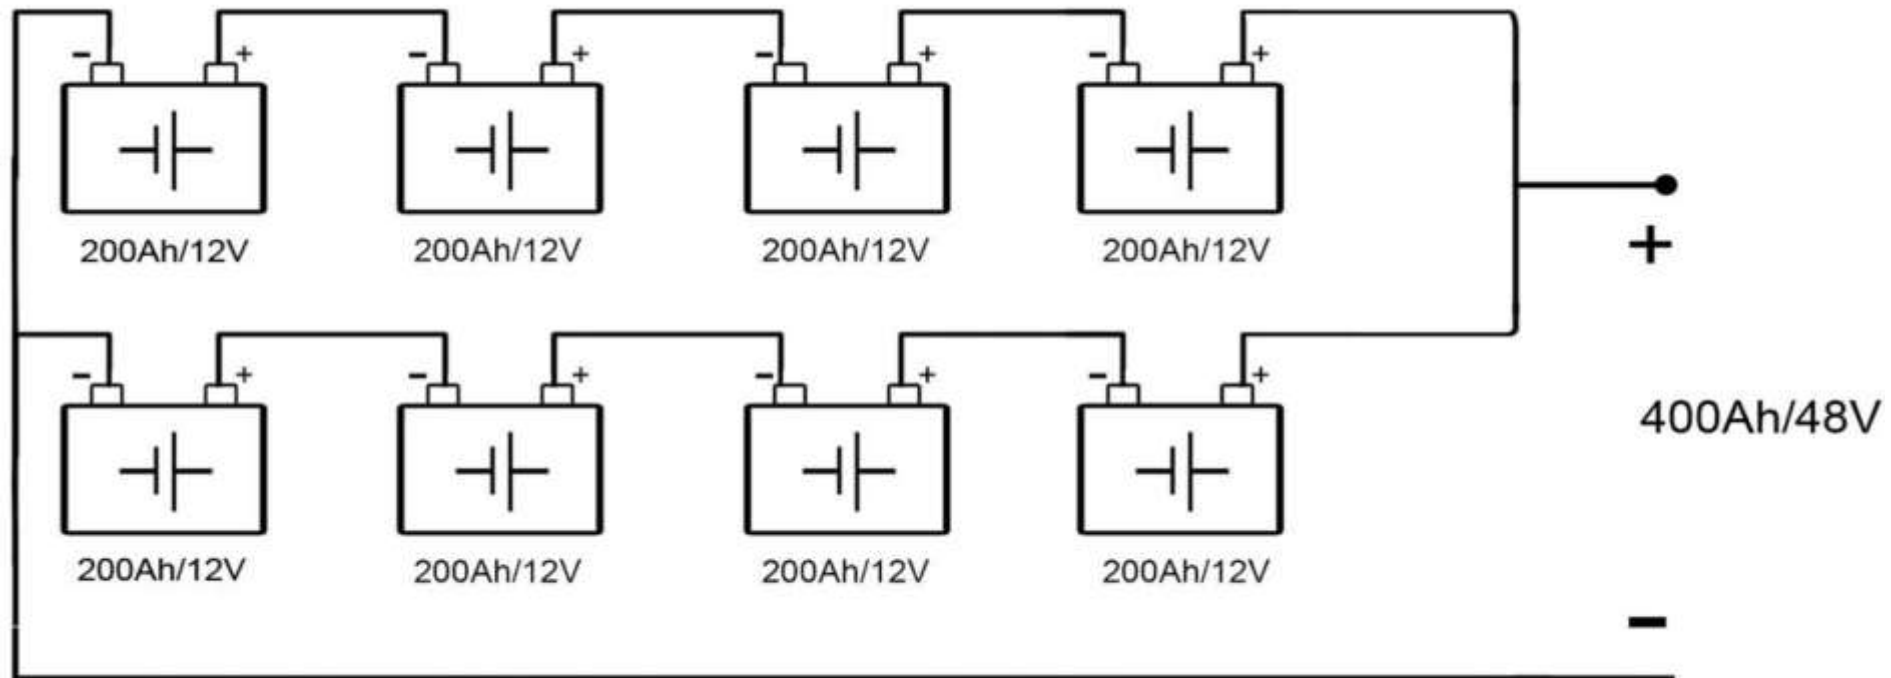 - + - + - + - +
200Ah/12V 200Ah/12V 200Ah/12V 200Ah/12V
+
- + - + - + - +
400Ah/48V
200Ah/12V 200Ah/12V 200Ah/12V 200Ah/12V
-